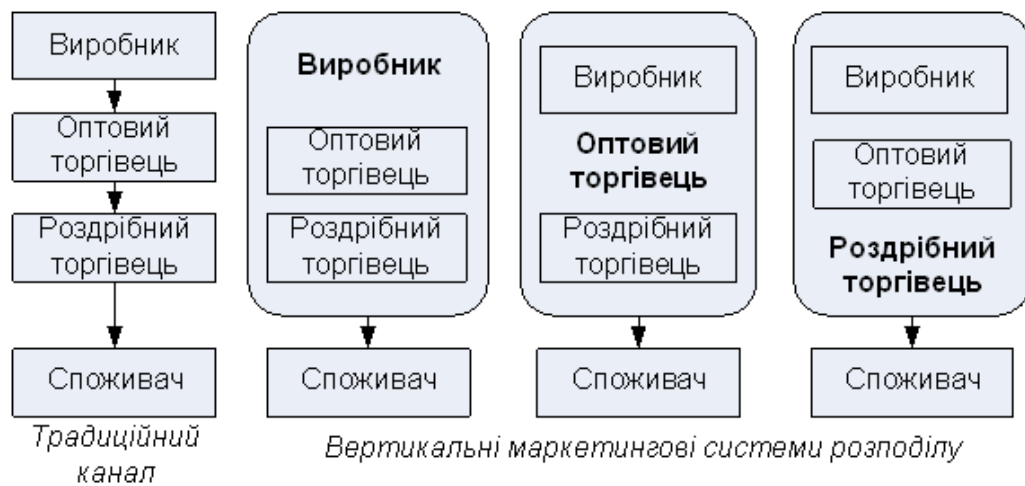 Виробник
Оптовий
торгівець
Роздрібний
торгівець
Споживач
Традиційний
канал
Виробник
Оптовий
торгівець
Роздрібний
торгівець
Споживач
Виробник
Оптовий
торгівець
Роздрібний
торгівець
Споживач
Виробник
Оптовий
торгівець
Роздрібний
торгівець
Споживач
Вертикальні маркетингові системи розподілу